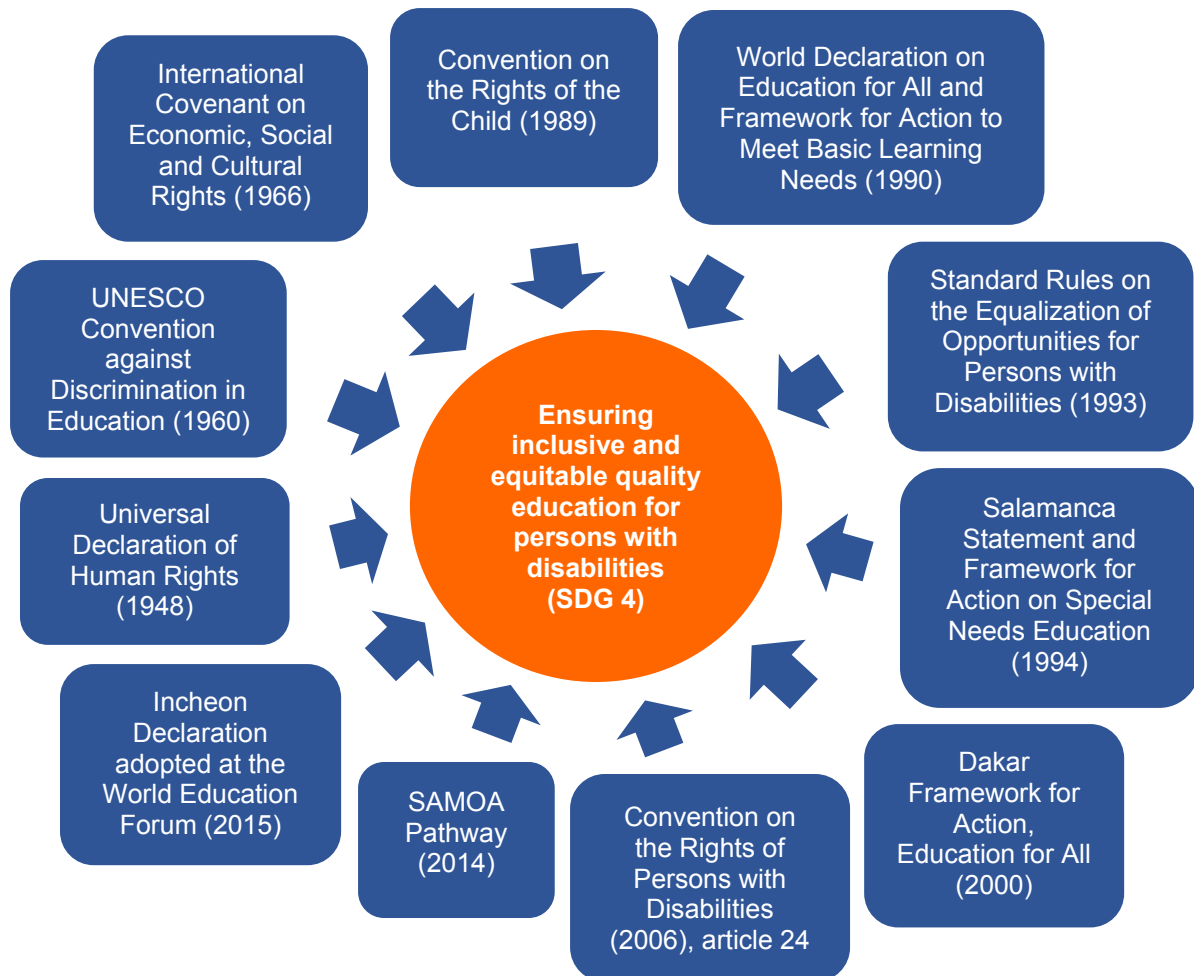 International
Covenant on
Economic, Social
and Cultural
Rights (1966)
Convention on
the Rights of the
Child (1989)
World Declaration on
Education for All and
Framework for Action to
Meet Basic Learning
Needs (1990)
UNESCO
Convention
against
Discrimination in
Education (1960)
Standard Rules on
the Equalization of
Opportunities for
Persons with
Disabilities (1993)
Ensuring
inclusive and
equitable quality
education for
persons with
disabilities
(SDG 4)
Universal
Declaration of
Human Rights
(1948)
Salamanca
Statement and
Framework for
Action on Special
Needs Education
(1994)
Incheon
Declaration
adopted at the
World Education
Forum (2015)
SAMOA
Pathway
(2014)
Convention on
the Rights of
Persons with
Disabilities
(2006), article 24
Dakar
Framework for
Action,
Education for All
(2000)